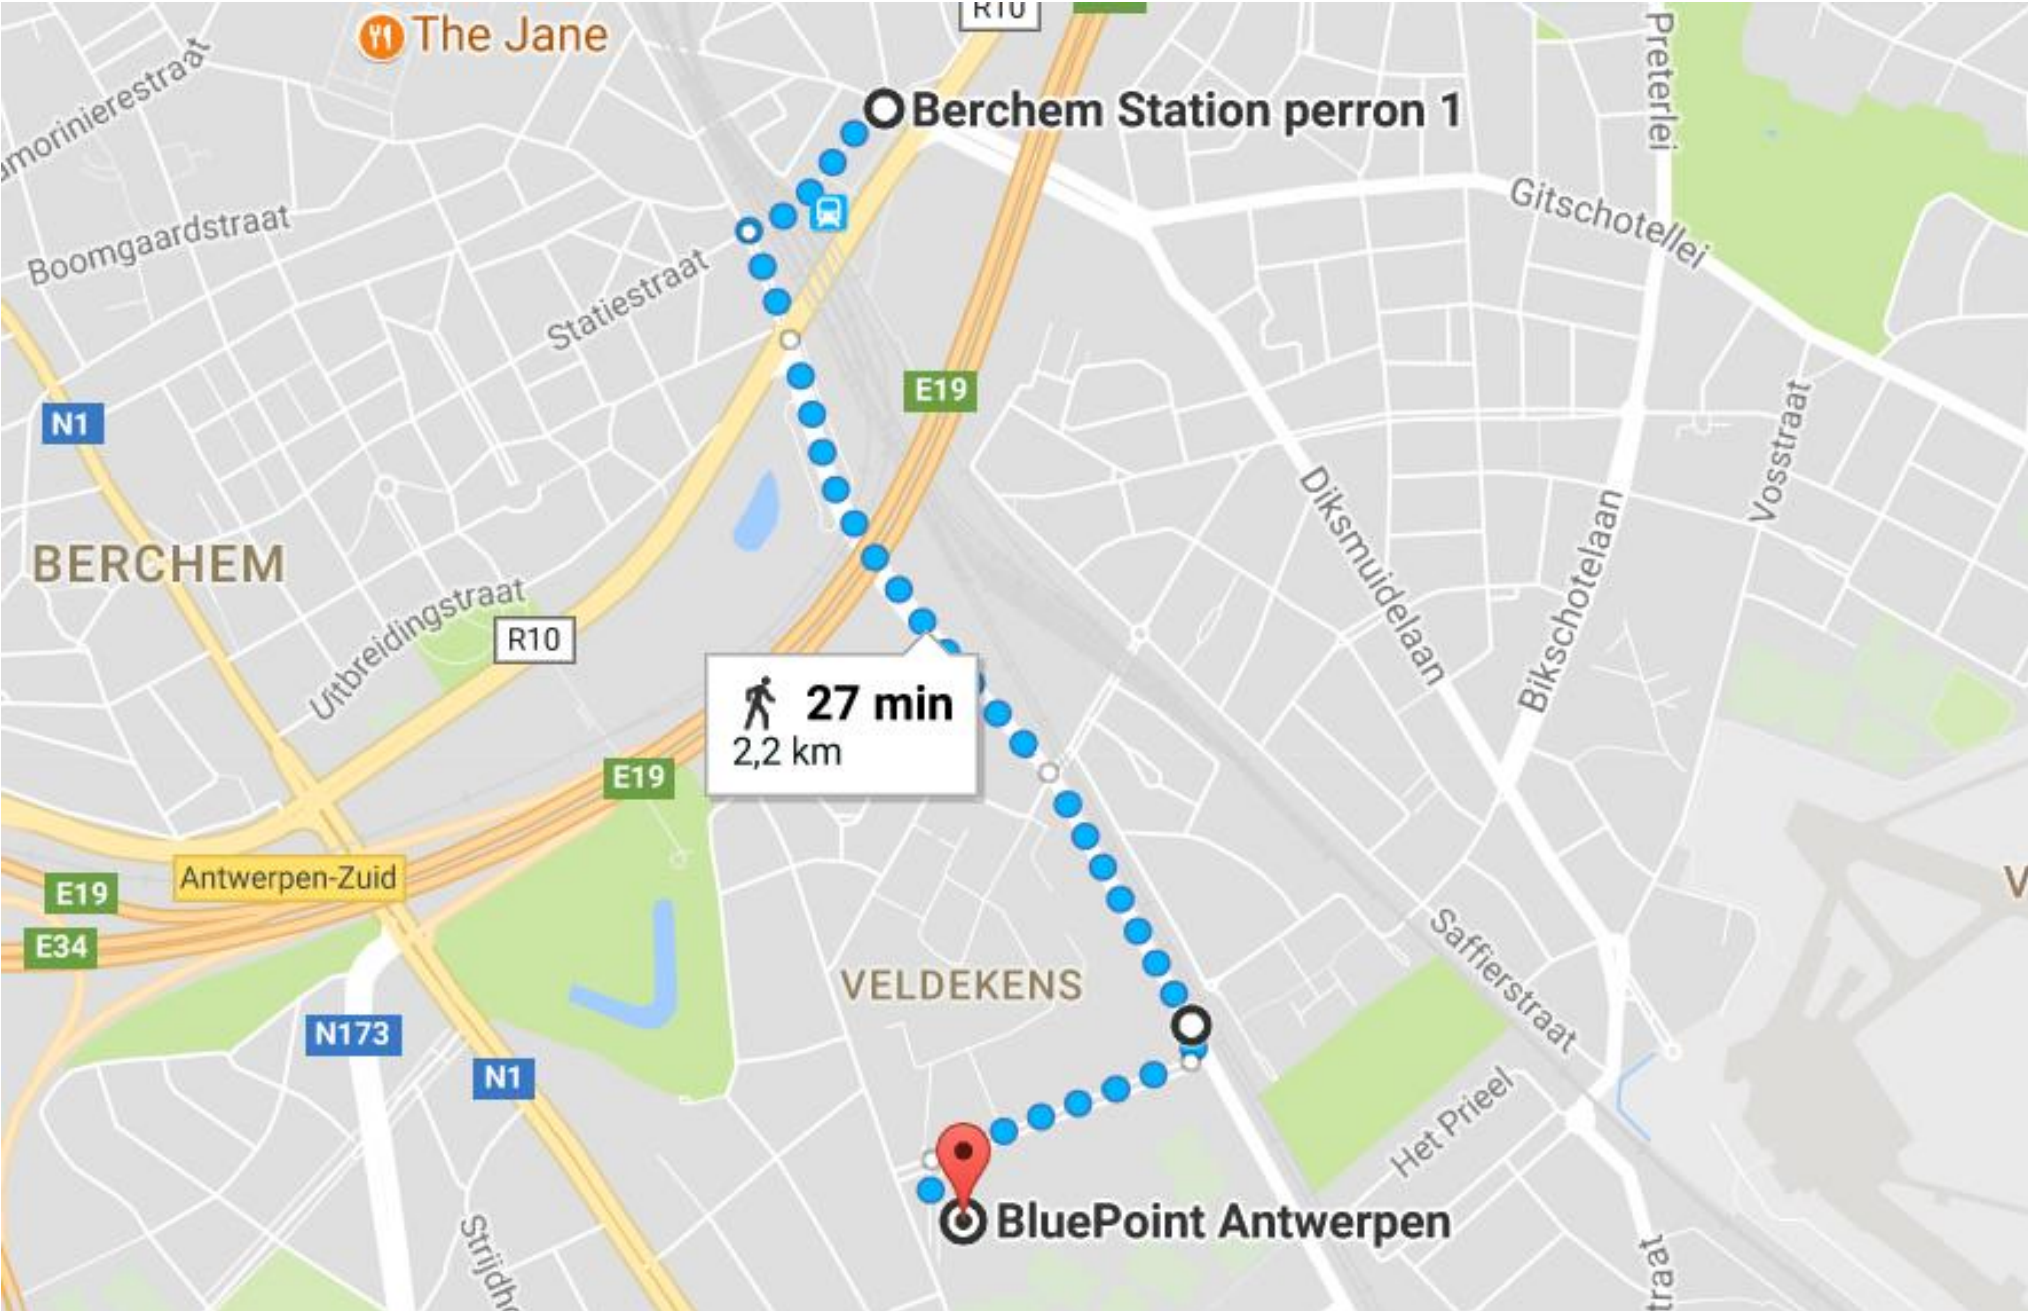 R10
The Jane
Berchem Station perron 1
Preterlei
Gitschotellei
Boomgaardstraat
Statiestraat
E19
N1
Vosstraat
Diksmuidelaan
Bikschotelaan
BERCHEM
Uitbreidingstraat
R10
27 min
2,2 km
E19
Antwerpen-Zuid
E19
E34
Saffierstraat
VELDEKENS
N173
N1
Het Prieel
BluePoint Antwerpen